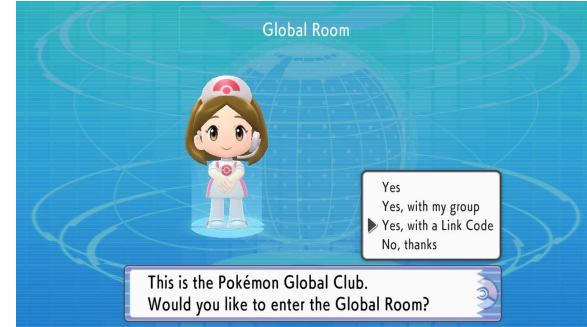 Global Room
Yes
Yes, with my group
Yes, with a Link Code
No, thanks
This is the Pokémon Global Club.
Would you like to enter the Global Room?